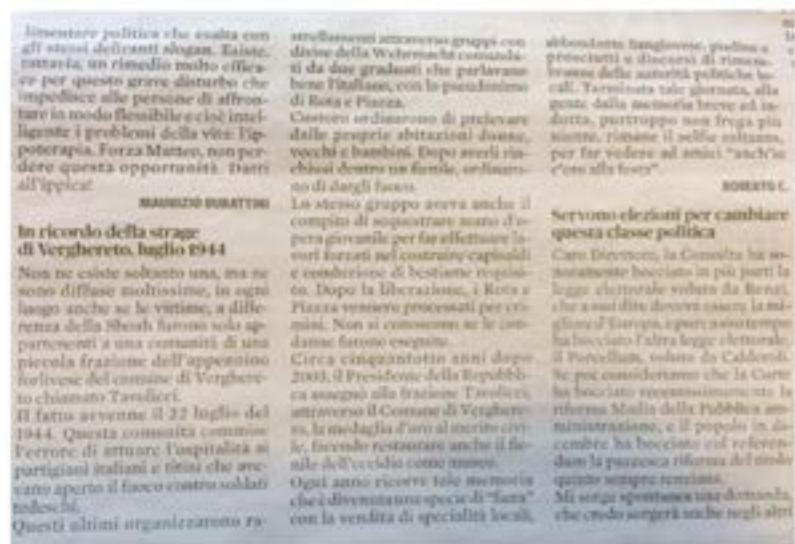 limentare politica che esalta con
gli stessi deliranti slogan. Esiste,
tuttavia, un rimedio molto effica-
ce per questo grave disturbo che
impedisce alle persone di affron-
tare in modo flessibile e cioè intel-
ligente i problemi della vita: l'ip-
poterapia. Forza Matteo, non per-
dere questa opportunità. Datti
all'ippica!
MAURIZIO BURATTINI
In ricordo della strage
di Verghereto, luglio 1944
Non ne esiste soltanto una, ma ne
sono diffuse moltissime, in ogni
luogo anche se le vittime, a diffe-
renza della Shoah furono solo ap-
partenenti a una comunità di una
piccola frazione dell'appennino
forlivese del comune di Verghere-
to chiamato Tavolicci.
Il fatto avvenne il 22 luglio del
1944. Questa comunità commise
l'errore di attuare l'ospitalità ai
partigiani italiani e titini che ave-
vano aperto il fuoco contro soldati
tedeschi.
Questi ultimi organizzarono ra-
strellamenti attraverso gruppi con
divise della Wehrmacht comanda-
ti da due graduati che parlavano
bene l'italiano, con lo pseudonimo
di Rota e Piazza.
Costoro ordinarono di prelevare
dalle proprie abitazioni donne,
vecchi e bambini. Dopo averli rin-
chiusi dentro un fienile, ordinaro-
no di dargli fuoco.
Lo stesso gruppo aveva anche il
compito di sequestrare mano d'o-
pera giovanile per far effettuare la-
vori forzati nel costruire capisaldi
e conduzione di bestiame requisi-
to. Dopo la liberazione, i Rota e
Piazza vennero processati per cri-
mini. Non si conoscono se le con-
danne furono eseguite.
Circa cinquantotto anni dopo
2003, il Presidente della Repubbli-
ca assegnò alla frazione Tavolicci,
attraverso il Comune di Verghere-
to, la medaglia d'oro al merito civi-
le, facendo restaurare anche il fie-
nile dell'eccidio come museo.
Ogni anno ricorre tale memoria
che è divenuta una specie di "fiera"
con la vendita di specialità locali,
abbondante Sangiovese, piadina e
prosciutti e discorsi di rimem-
branza delle autorità politiche lo-
cali. Terminata tale giornata, alla
gente dalla memoria breve ed in-
dotta, purtroppo non frega più
niente, rimane il selfie soltanto,
per far vedere ad amici "anch'io
c'ero alla festa".
ROBERTO C.
Servono elezioni per cambiare
questa classe politica
Caro Direttore, la Consulta ha so-
noramente bocciato in più parti la
legge elettorale voluta da Renzi,
che a suo dire doveva essere la mi-
gliore d'Europa, e pure a suo tempo
ha bocciato l'altra legge elettorale,
il Porcellum, voluta da Calderoli.
Se poi consideriamo che la Corte
ha bocciato recentissimamente la
riforma Madia della Pubblica am-
ministrazione, e il popolo in di-
cembre ha bocciato col referen-
dum la pazzesca riforma del titolo
quinto sempre renziana.
Mi sorge spontanea una domanda,
che credo sorgerà anche negli altri